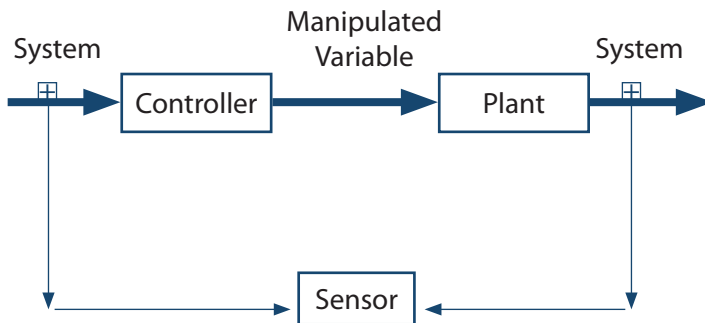 Manipulated
System
Variable
System
Controller
Plant
Sensor